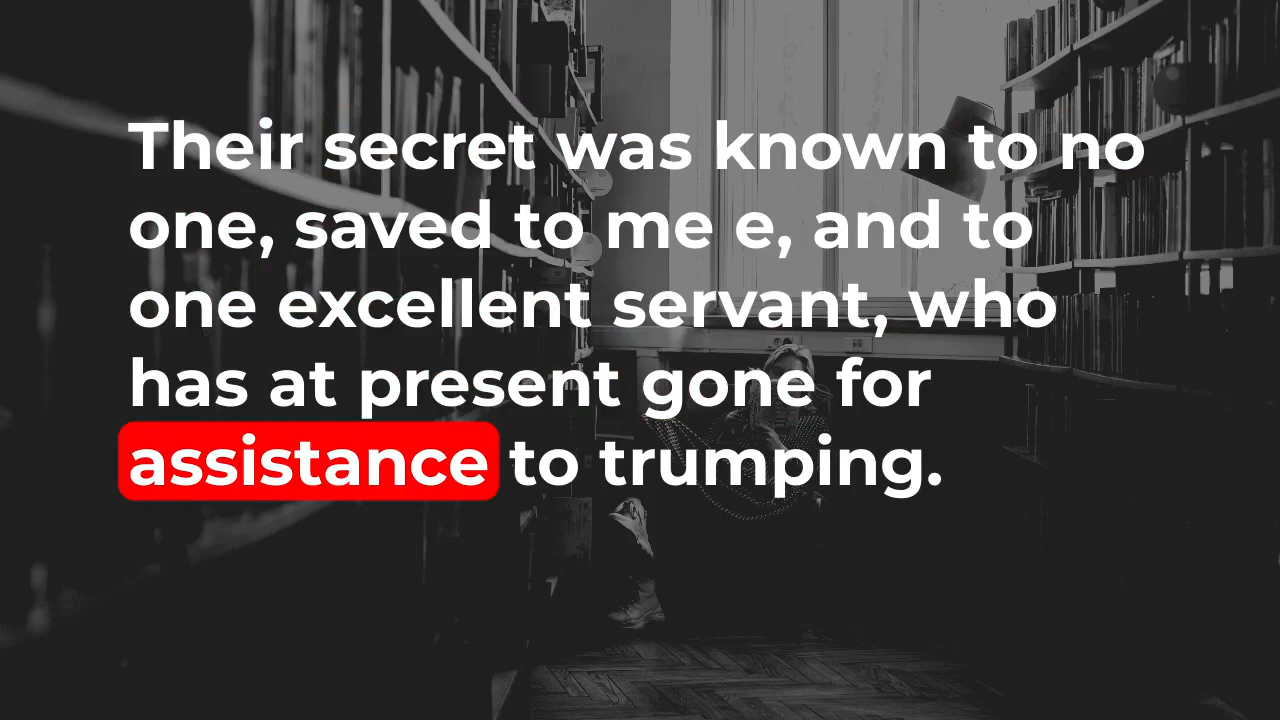 Their secret was known to no
one, saved to me e, and to
one excellent servant, who
has at present gone for
assistance to trumping.